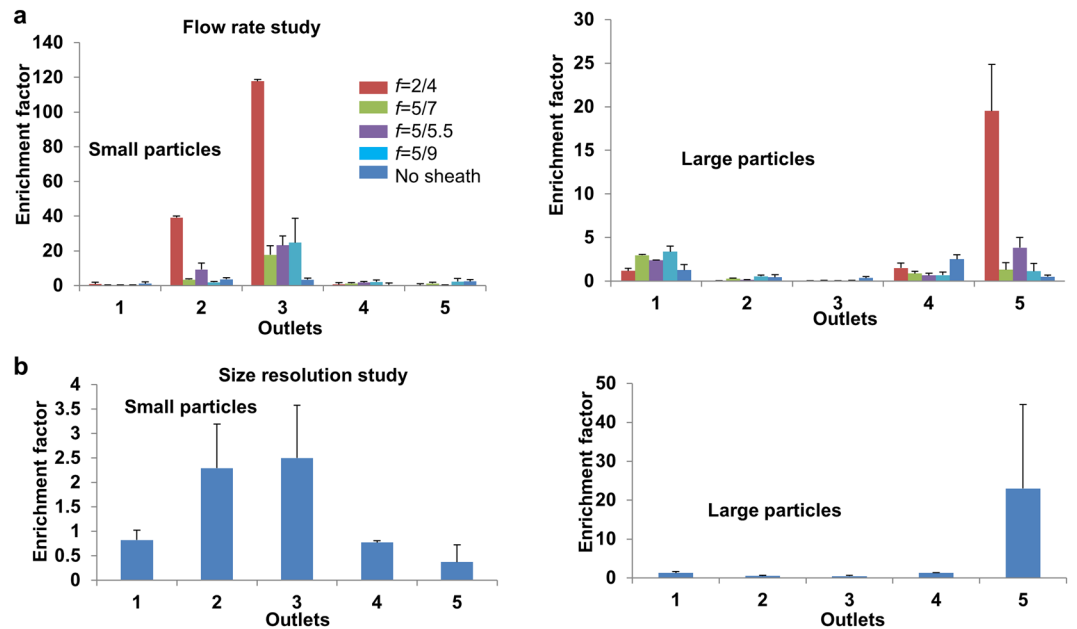 a
Flow rate study
Enrichment factor
140
120
100
80
60
40
20
0
Small particles
f=2/4
f=5/7
f=5/5.5
f=5/9
No sheath
1 2 3 4 5
Outlets
Enrichment factor
30
25
20
15
10
5
0
Large particles
1 2 3 4 5
Outlets
b
Size resolution study
Enrichment factor
4
3.5
3
2.5
2
1.5
1
0.5
0
Small particles
1 2 3 4 5
Outlets
Enrichment factor
50
40
30
20
10
0
Large particles
1 2 3 4 5
Outlets